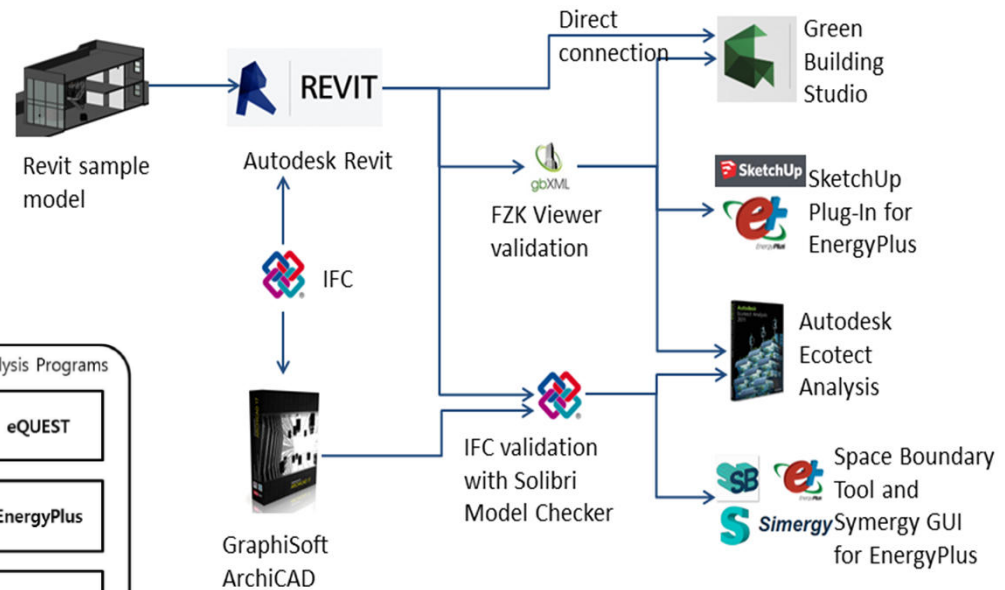 Direct
connection
Green
Building
Studio
REVIT
Revit sample
model
Autodesk Revit
gbXML
FZK Viewer
validation
SketchUp
SketchUp
Plug-In for
EnergyPlus
EnergyPlus
IFC
Autodesk
Ecotect
Analysis
lysis Programs
eQUEST
EnergyPlus
IFC validation
with Solibri
Model Checker
GraphiSoft
ArchiCAD
SB
Simergy
Space Boundary
Tool and
Symergy GUI
for EnergyPlus